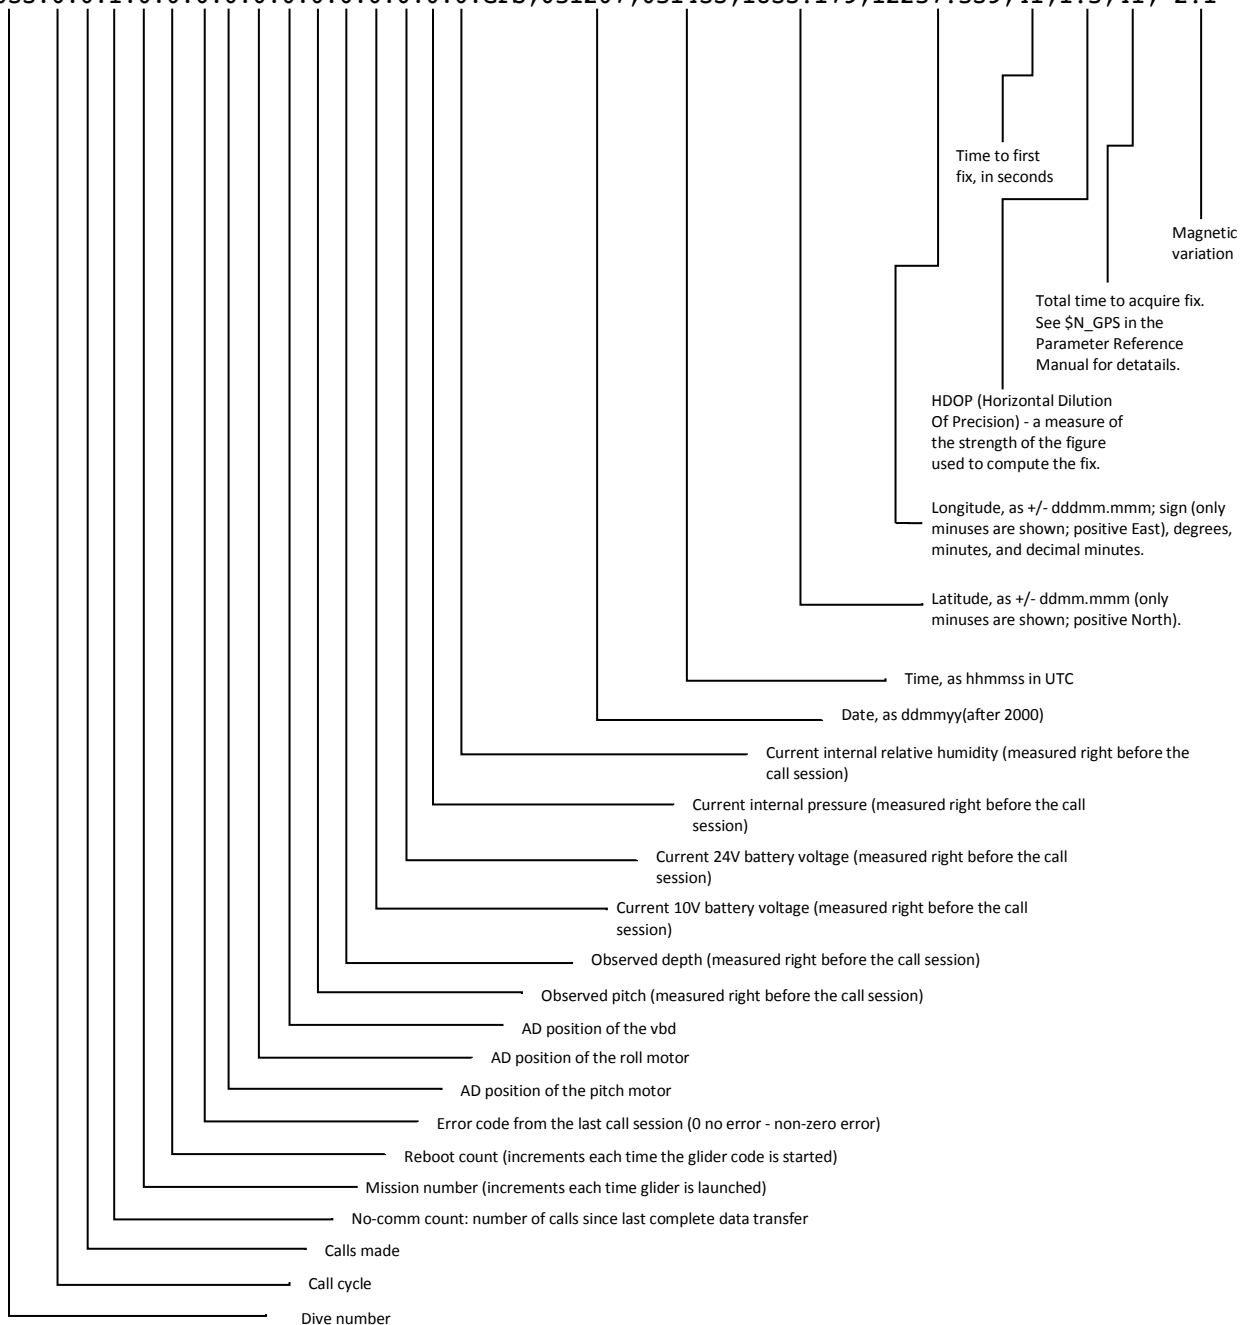 Time to first
fix, in seconds
Magnetic
variation
Total time to acquire fix.
See $N_GPS in the
Parameter Reference
Manual for detatails.
HDOP (Horizontal Dilution
Of Precision) - a measure of
the strength of the figure
used to compute the fix.
Longitude, as +/- dddmm.mmm; sign (only
minuses are shown; positive East), degrees,
minutes, and decimal minutes.
Latitude, as +/- ddmm.mmm (only
minuses are shown; positive North).
Time, as hhmmss in UTC
Date, as ddmmyy(after 2000)
Current internal relative humidity (measured right before the
call session)
Current internal pressure (measured right before the call
session)
Current 24V battery voltage (measured right before the call
session)
Current 10V battery voltage (measured right before the call
session)
Observed depth (measured right before the call session)
Observed pitch (measured right before the call session)
AD position of the vbd
AD position of the roll motor
AD position of the pitch motor
Error code from the last call session (0 no error - non-zero error)
Reboot count (increments each time the glider code is started)
Mission number (increments each time glider is launched)
No-comm count: number of calls since last complete data transfer
Calls made
Call cycle
Dive number